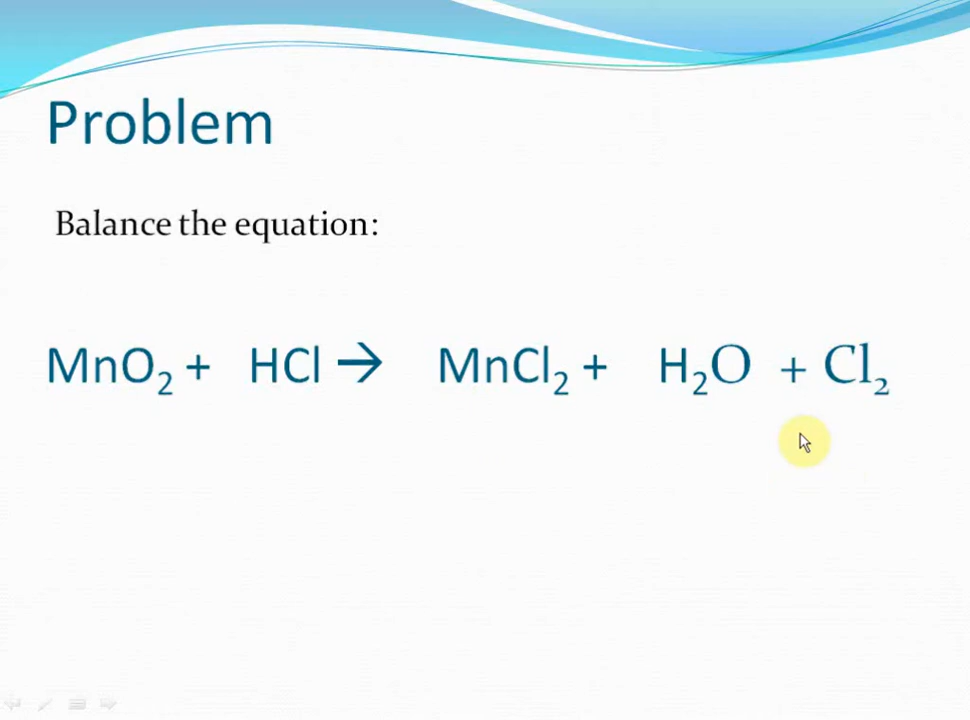 Problem
Balance the equation:
MnO₂ + HCl → MnCl₂ + H₂O + Cl₂